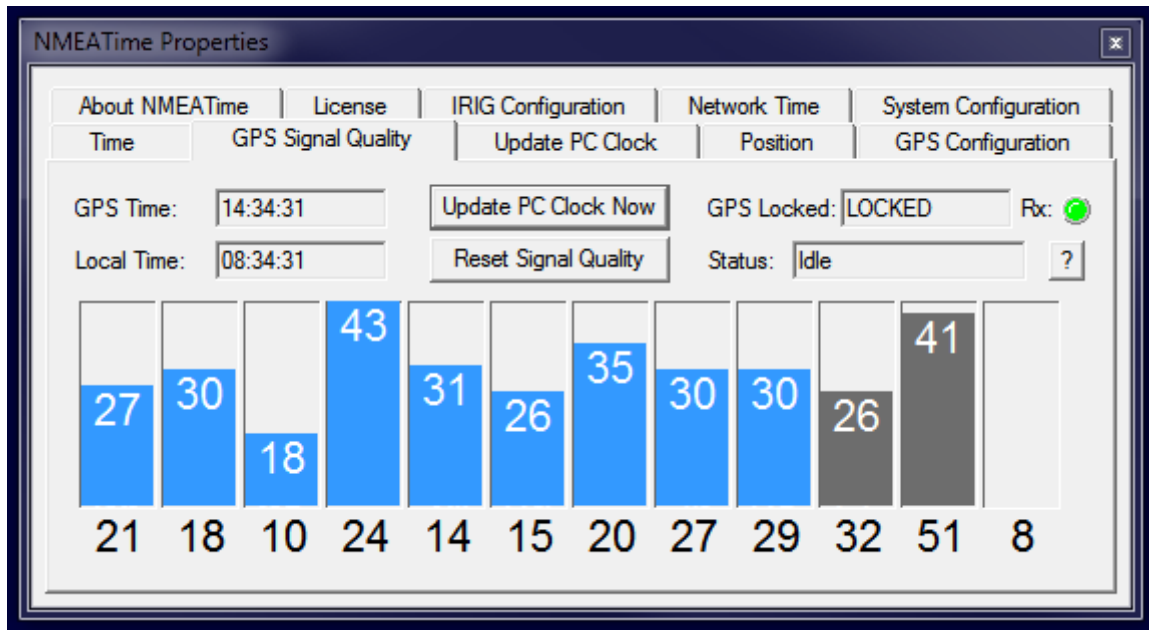 NMEATime Properties
About NMEATime License IRIG Configuration Network Time System Configuration
Time GPS Signal Quality Update PC Clock Position GPS Configuration
GPS Time: 14:34:31 Update PC Clock Now GPS Locked: LOCKED Rx:
Local Time: 08:34:31 Reset Signal Quality Status: Idle ?
27 30 18 43 31 26 35 30 30 26 41
21 18 10 24 14 15 20 27 29 32 51 8